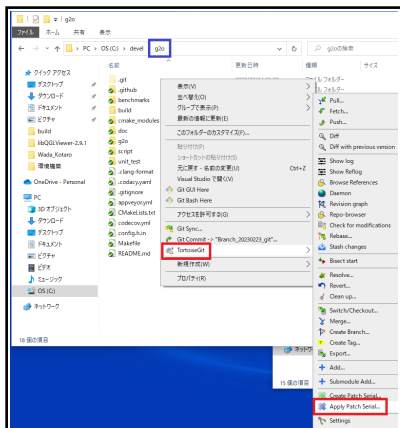 g2o
ファイル ホーム 共有 表示
PC > OS (C:) > devel g2o
g2oの検索
名前 更新日時 種類 サイズ
クイック アクセス
デスクトップ
ダウンロード
ドキュメント
ピクチャ
build
libQGLViewer-2.9.1
Wada_Kotaro
環境構築
OneDrive - Personal
PC
3D オブジェクト
ダウンロード
デスクトップ
ドキュメント
ピクチャ
ビデオ
ミュージック
OS (C:)
ネットワーク
18 個の項目
.git
.github
benchmarks
build
cmake_modules
doc
g2o
script
unit_test
.clang-format
.codacy.yaml
.gitignore
appveyor.yml
CMakeLists.txt
codecov.yml
config.h.in
Makefile
README.md
ファイル フォルダー
表示(V)
並べ替え(O)
グループで表示(P)
最新の情報に更新(E)
このフォルダーのカスタマイズ(F)...
貼り付け(P)
ショートカットの貼り付け(S)
元に戻す - 名前の変更(U) Ctrl+Z
Visual Studio で開く(V)
Git GUI Here
Git Bash Here
アクセスを許可する(G)
Git Sync...
Git Commit -> "Branch_20230223_git"...
TortoiseGit
新規作成(W)
プロパティ(R)
Pull...
Fetch...
Push...
Diff
Diff with previous version
Show log
Show Reflog
Browse References
Daemon
Revision graph
Repo-browser
Check for modifications
Rebase...
Stash changes
Bisect start
Resolve...
Revert...
Clean up...
Switch/Checkout...
Merge...
Create Branch...
Create Tag...
Export...
Add...
Submodule Add...
Create Patch Serial...
Apply Patch Serial...
Settings
15 個の項目